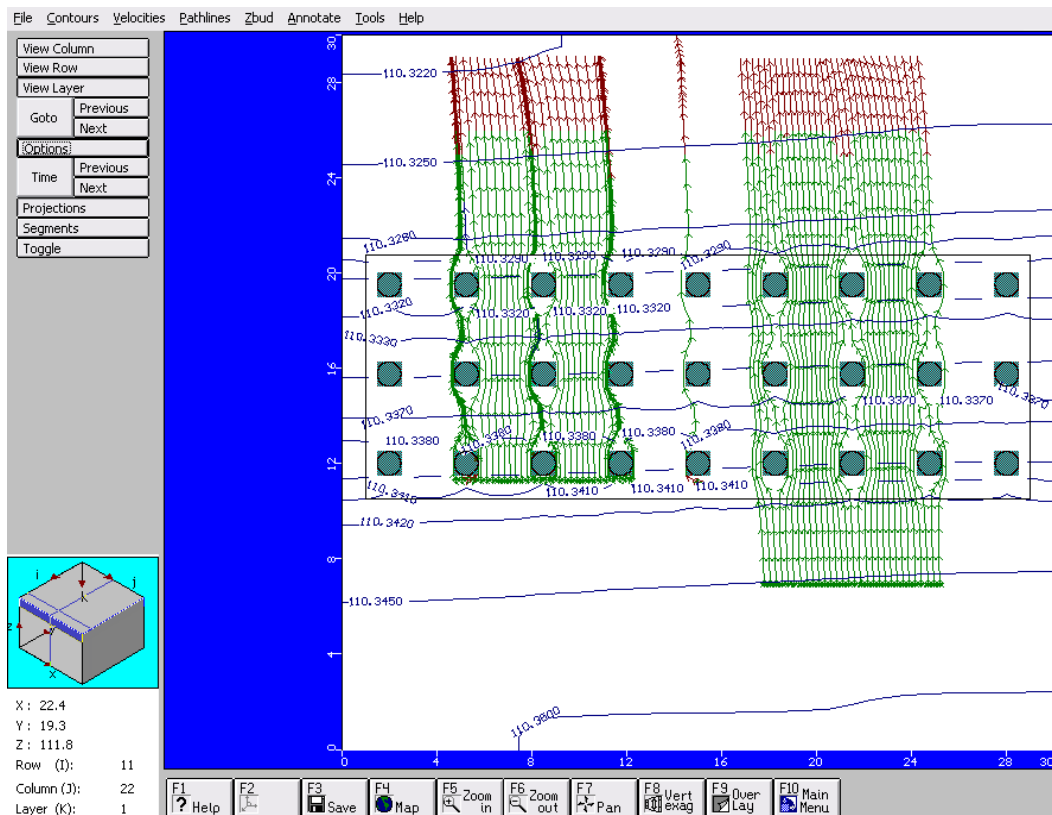 File Contours Velocities Pathlines Zbud Annotate Tools Help
View Column
View Row
View Layer
Goto
Previous
Next
Options
Time
Previous
Next
Projections
Segments
Toggle
i
j
k
z
y
x
X: 22.4
Y: 19.3
Z: 111.8
Row (I): 11
Column (J): 22
Layer (K): 1
30
28
24
20
16
12
8
4
0
110.3220
110.3250
110.3280
110.3290
110.3290
110.3290
110.3290
110.3320
110.3320
110.3320
110.3320
110.3330
110.3370
110.3370
110.3370
110.3370
110.3380
110.3380
110.3380
110.3380
110.3410
110.3410
110.3410
110.3410
110.3420
110.3450
110.3800
0 4 8 12 16 20 24 28 30
F1 ? Help
F2
F3 Save
F4 Map
F5 Zoom in
F6 Zoom out
F7 Pan
F8 Vert exag
F9 Over Lay
F10 Main Menu